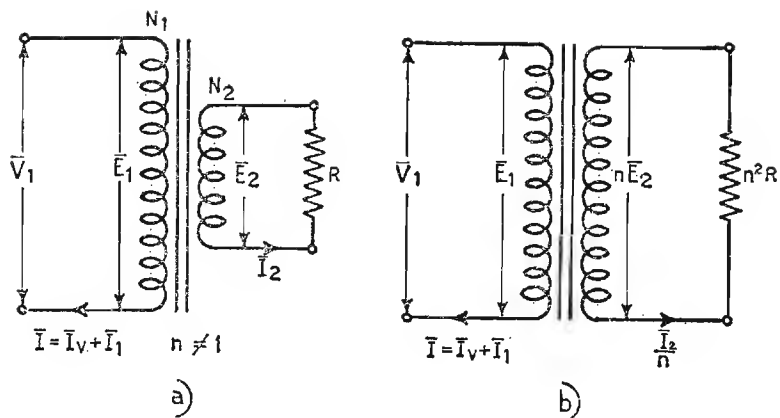 N₁
N₂
V̄₁
Ē₁
Ē₂
R
Ī₂
Ī = Īᵥ + Ī₁
n ≠ 1
a)
V̄₁
Ē₁
nĒ₂
n²R
Ī = Īᵥ + Ī₁
Ī₂/n
b)